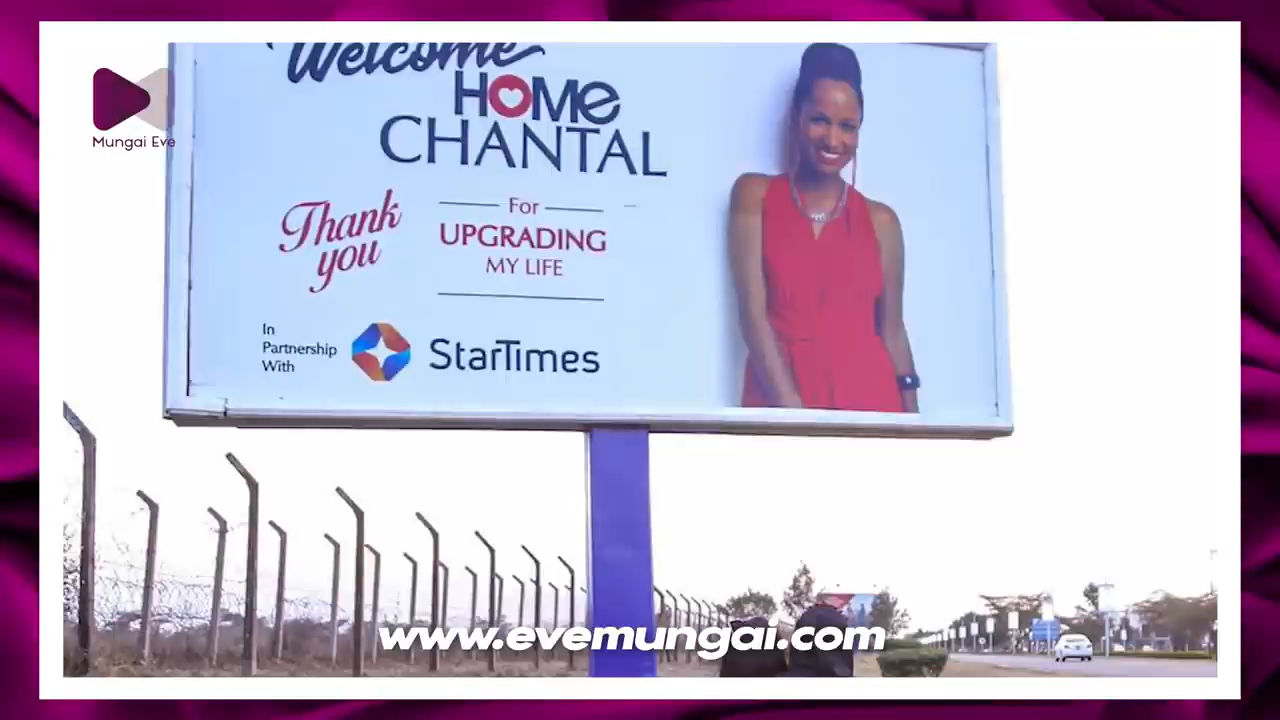 Welcome
HOMe
CHANTAL
Thank
you
For
UPGRADING
MY LIFE
In
Partnership
With
StarTimes
Mungai Eve
www.evemungai.com